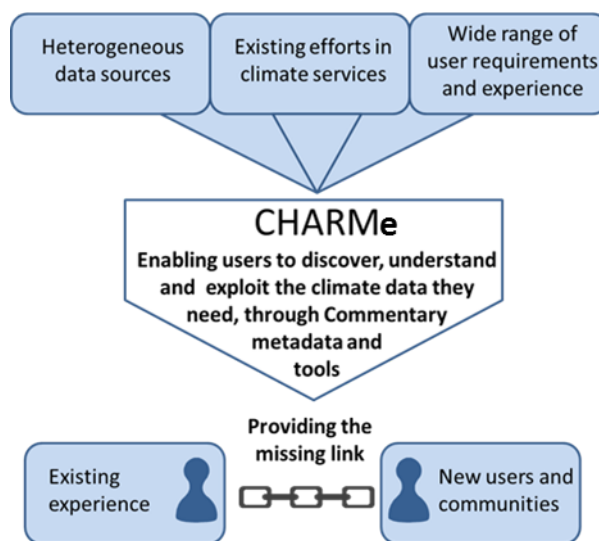 Heterogeneous
data sources
Existing efforts in
climate services
Wide range of
user requirements
and experience
CHARMe
Enabling users to discover, understand
and exploit the climate data they
need, through Commentary
metadata and
tools
Providing the
missing link
Existing
experience
New users and
communities